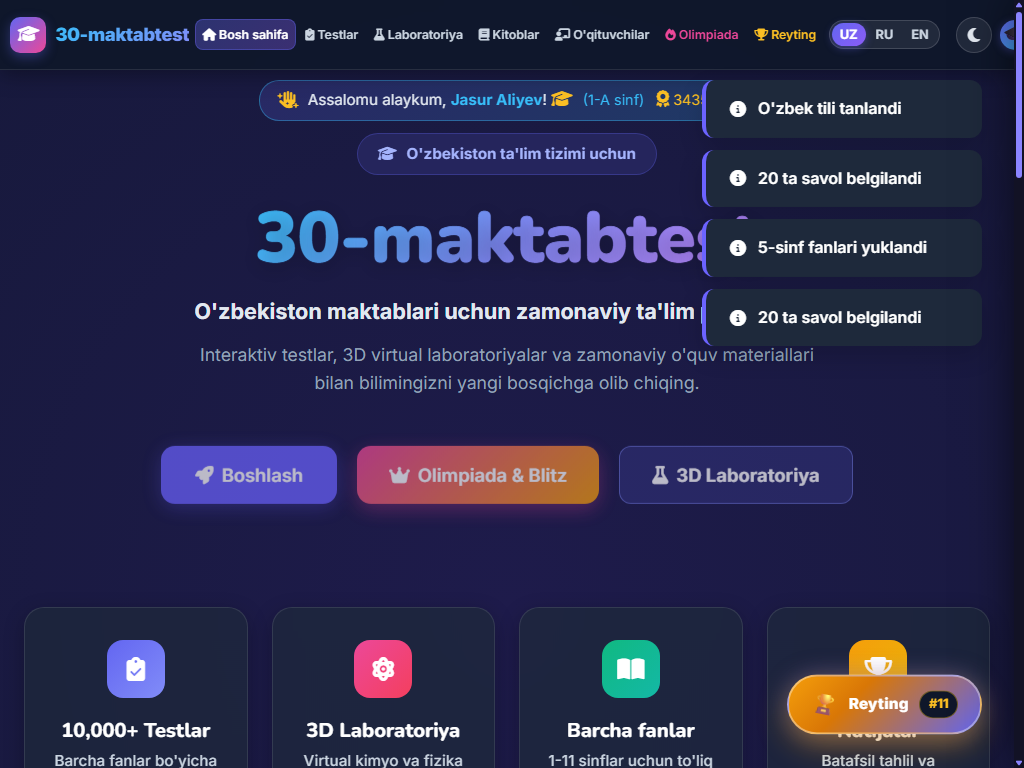 30-maktabtest
Bosh sahifa
Testlar
Laboratoriya
Kitoblar
O'qituvchilar
Olimpiada
Reyting
UZ
RU
EN
Assalomu alaykum, Jasur Aliyev! (1-A sinf)
O'zbekiston ta'lim tizimi uchun
O'zbek tili tanlandi
20 ta savol belgilandi
5-sinf fanlari yuklandi
20 ta savol belgilandi
O'zbekiston maktablari uchun zamonaviy ta'lim
Interaktiv testlar, 3D virtual laboratoriyalar va zamonaviy o'quv materiallari
bilan bilimingizni yangi bosqichga olib chiqing.
Boshlash
Olimpiada & Blitz
3D Laboratoriya
10,000+ Testlar
Barcha fanlar bo'yicha
3D Laboratoriya
Virtual kimyo va fizika
Barcha fanlar
1-11 sinflar uchun to'liq
Batafsil tahlil va
Reyting #11